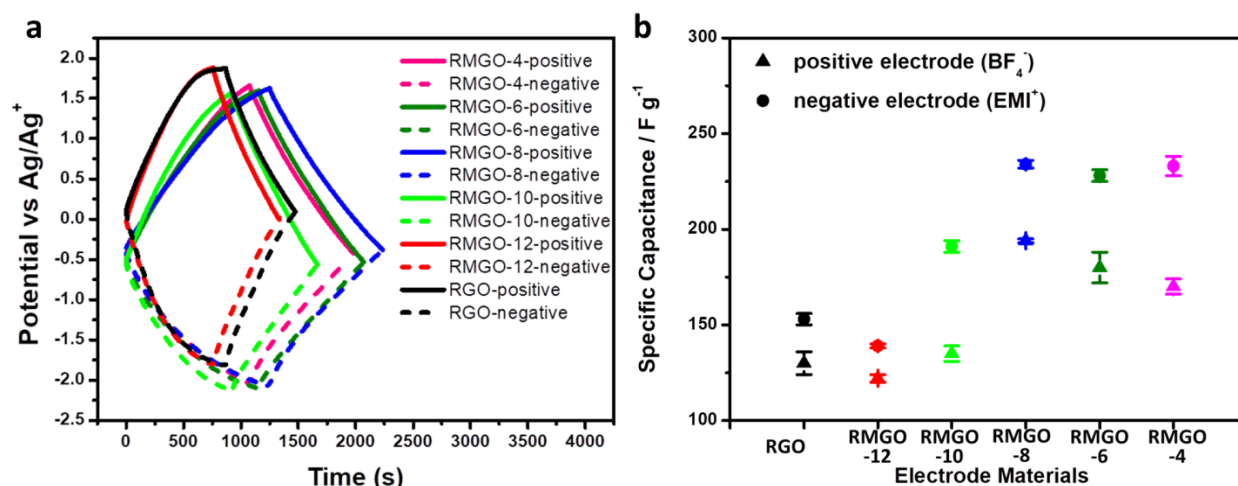 a
Potential vs Ag/Ag+
2.0
1.5
1.0
0.5
0.0
-0.5
-1.0
-1.5
-2.0
-2.5
RMGO-4-positive
RMGO-4-negative
RMGO-6-positive
RMGO-6-negative
RMGO-8-positive
RMGO-8-negative
RMGO-10-positive
RMGO-10-negative
RMGO-12-positive
RMGO-12-negative
RGO-positive
RGO-negative
0 500 1000 1500 2000 2500 3000 3500 4000
Time (s)
b
Specific Capacitance / F g-1
300
250
200
150
100
positive electrode (BF4-)
negative electrode (EMI+)
RGO
RMGO
-12
RMGO
-10
RMGO
-8
RMGO
-6
RMGO
-4
Electrode Materials